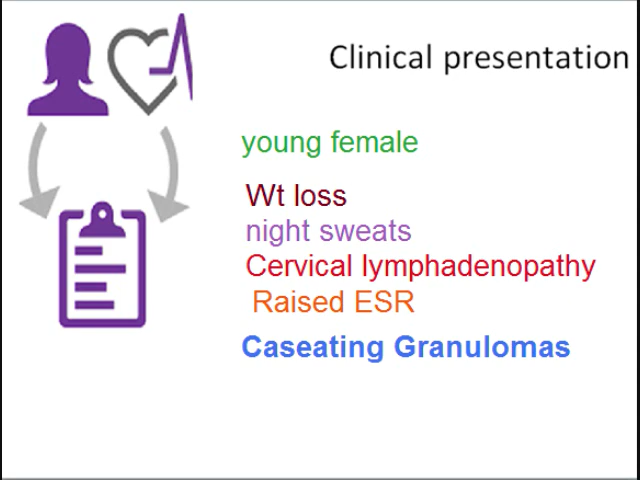 Clinical presentation
young female
Wt loss
night sweats
Cervical lymphadenopathy
Raised ESR
Caseating Granulomas